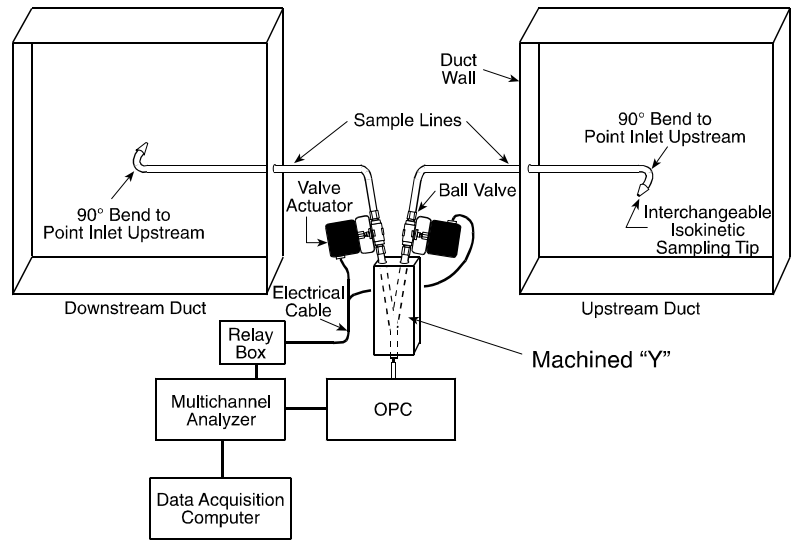 Duct
Wall
90° Bend to
Point Inlet Upstream
Sample Lines
Valve
Actuator
Ball Valve
90° Bend to
Point Inlet Upstream
Interchangeable
Isokinetic
Sampling Tip
Downstream Duct
Electrical
Cable
Upstream Duct
Relay
Box
Machined “Y”
Multichannel
Analyzer
OPC
Data Acquisition
Computer